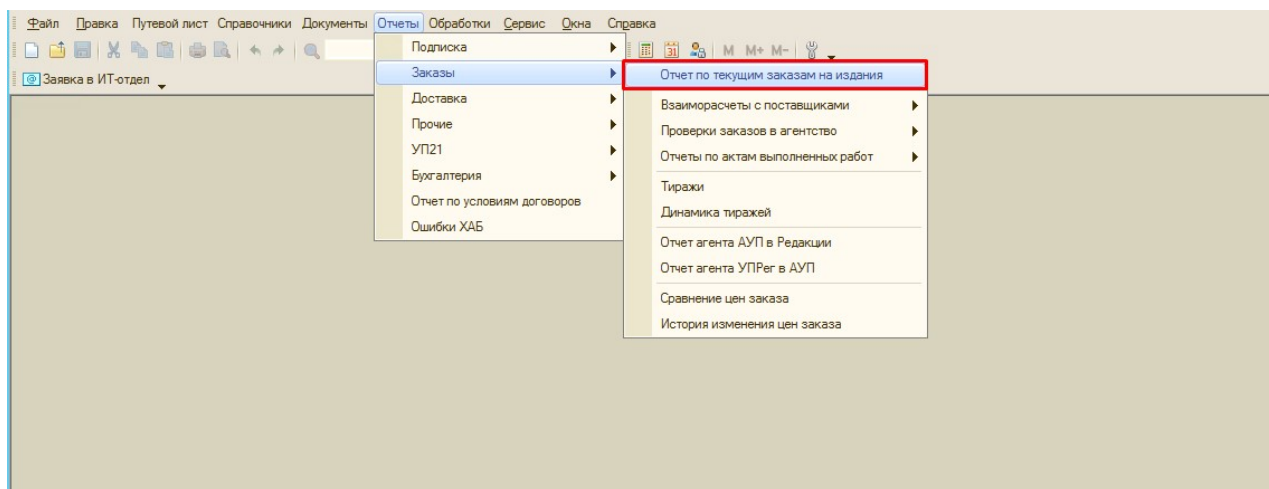 Файл Правка Путевой лист Справочники Документы Отчеты Обработки Сервис Окна Справка
M M+ M-
Заявка в ИТ-отдел
Подписка
Заказы
Доставка
Прочие
УП21
Бухгалтерия
Отчет по условиям договоров
Ошибки ХАБ
Отчет по текущим заказам на издания
Взаиморасчеты с поставщиками
Проверки заказов в агентство
Отчеты по актам выполненных работ
Тиражи
Динамика тиражей
Отчет агента АУП в Редакции
Отчет агента УПРег в АУП
Сравнение цен заказа
История изменения цен заказа